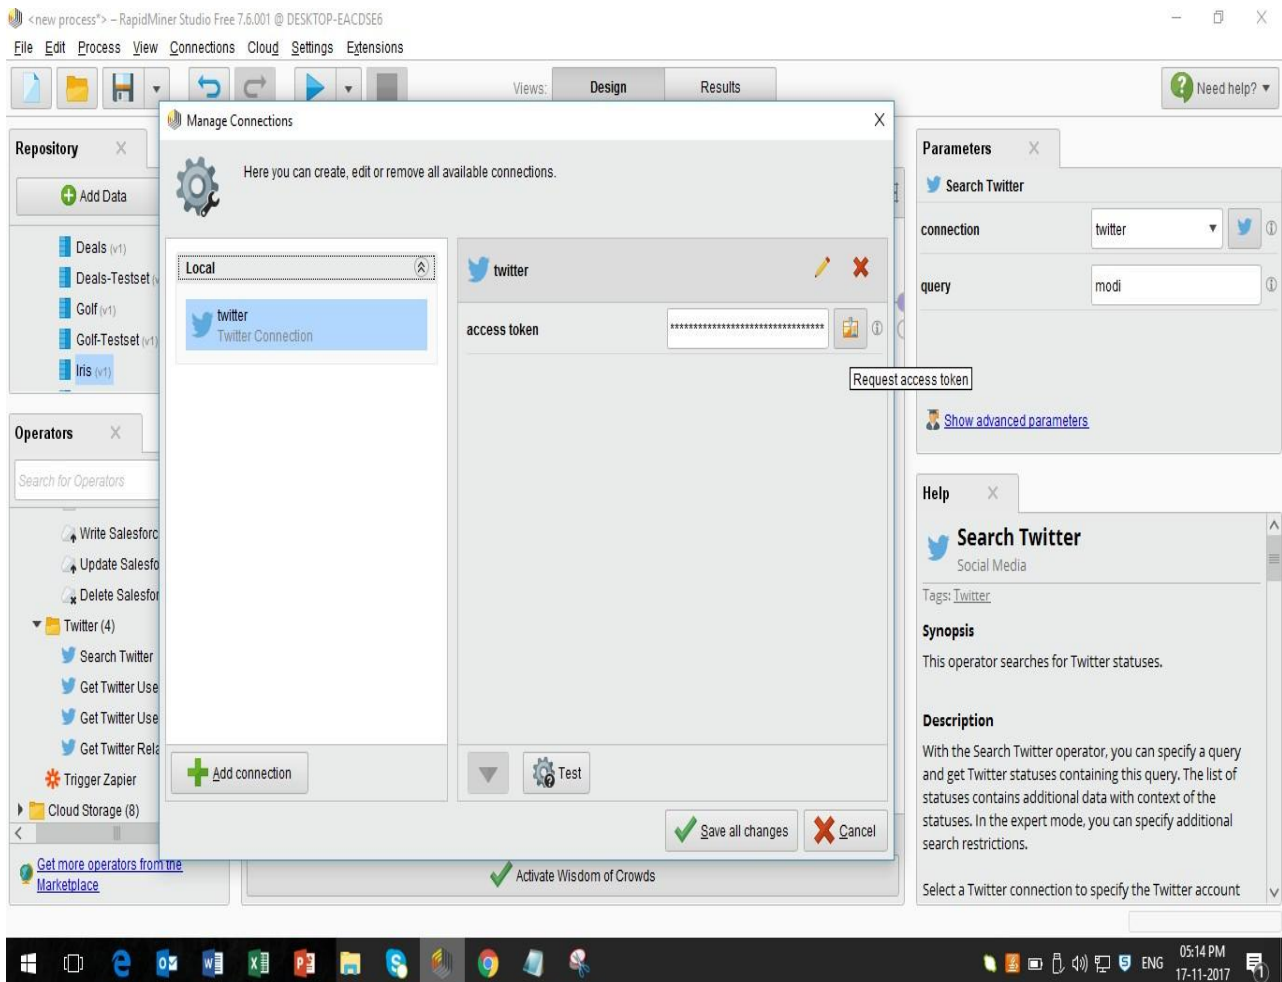 <new process*> – RapidMiner Studio Free 7.6.001 @ DESKTOP-EACDSE6
File Edit Process View Connections Cloud Settings Extensions
Views: Design Results
Need help?
Manage Connections
Here you can create, edit or remove all available connections.
Repository
Add Data
Deals (v1)
Deals-Testset
Golf (v1)
Golf-Testset (v1)
Iris (v1)
Operators
Search for Operators
Write Salesforc
Update Salesfo
Delete Salesfor
Twitter (4)
Search Twitter
Get Twitter Use
Get Twitter Use
Get Twitter Rela
Trigger Zapier
Cloud Storage (8)
Get more operators from the
Marketplace
Local
twitter
Twitter Connection
Add connection
twitter
access token
*********************************
Request access token
Test
Save all changes
Cancel
Activate Wisdom of Crowds
Parameters
Search Twitter
connection
twitter
query
modi
Show advanced parameters
Help
Search Twitter
Social Media
Tags: Twitter
Synopsis
This operator searches for Twitter statuses.
Description
With the Search Twitter operator, you can specify a query
and get Twitter statuses containing this query. The list of
statuses contains additional data with context of the
statuses. In the expert mode, you can specify additional
search restrictions.
Select a Twitter connection to specify the Twitter account
ENG
05:14 PM
17-11-2017